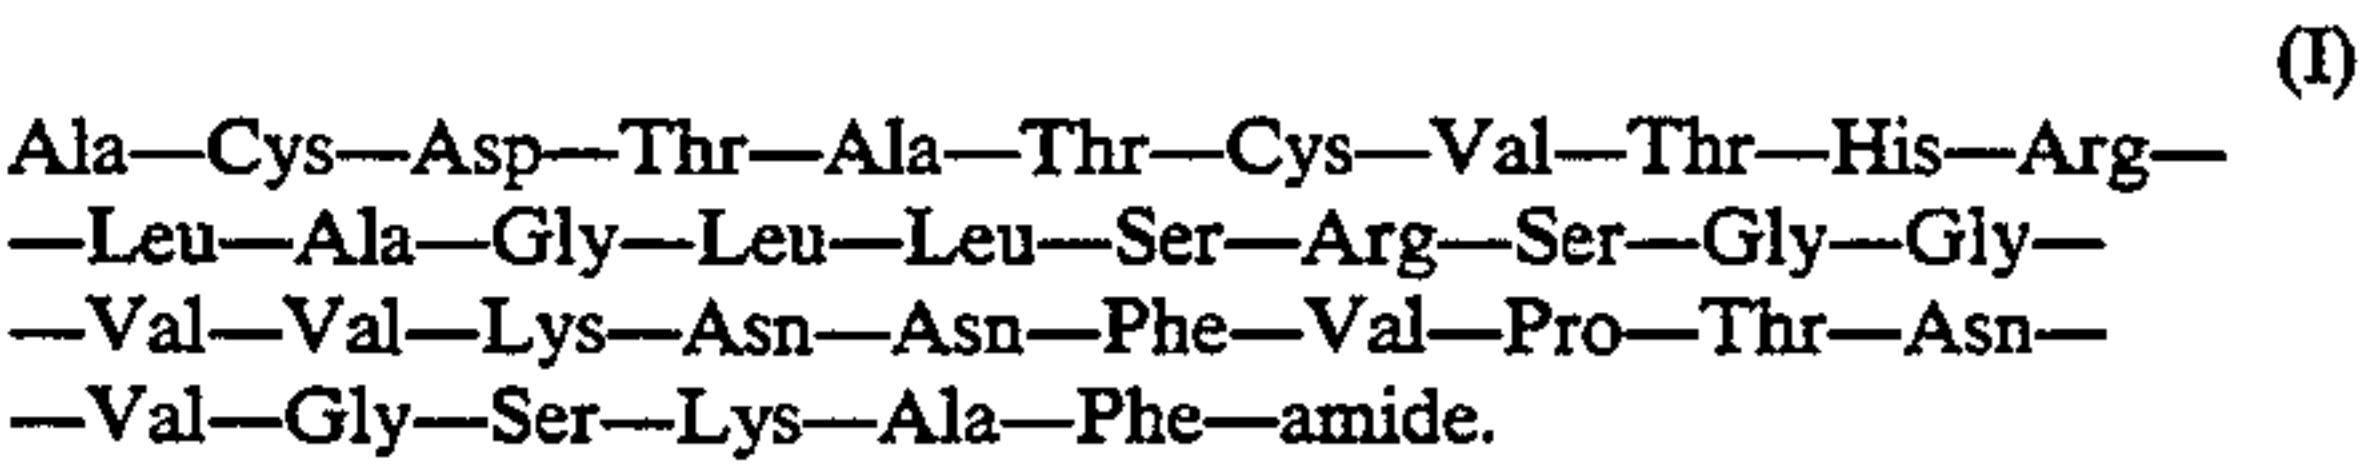 (I)
Ala—Cys—Asp—Thr—Ala—Thr—Cys—Val—Thr—His—Arg—
—Leu—Ala—Gly—Leu—Leu—Ser—Arg—Ser—Gly—Gly—
—Val—Val—Lys—Asn—Asn—Phe—Val—Pro—Thr—Asn—
—Val—Gly—Ser—Lys—Ala—Phe—amide.